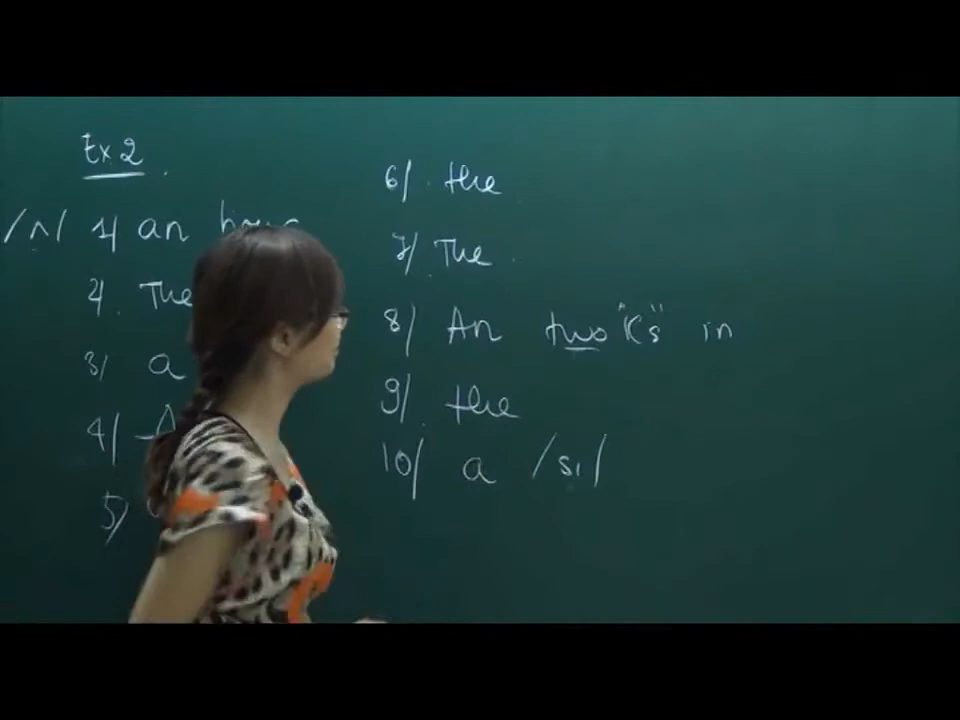 Ex 2
/ʌ/ 1/ an
2/. The
3/ a
4/
5/
6/. the
7/. The
8/ An two "K"s in
9/. the
10/ a /si/